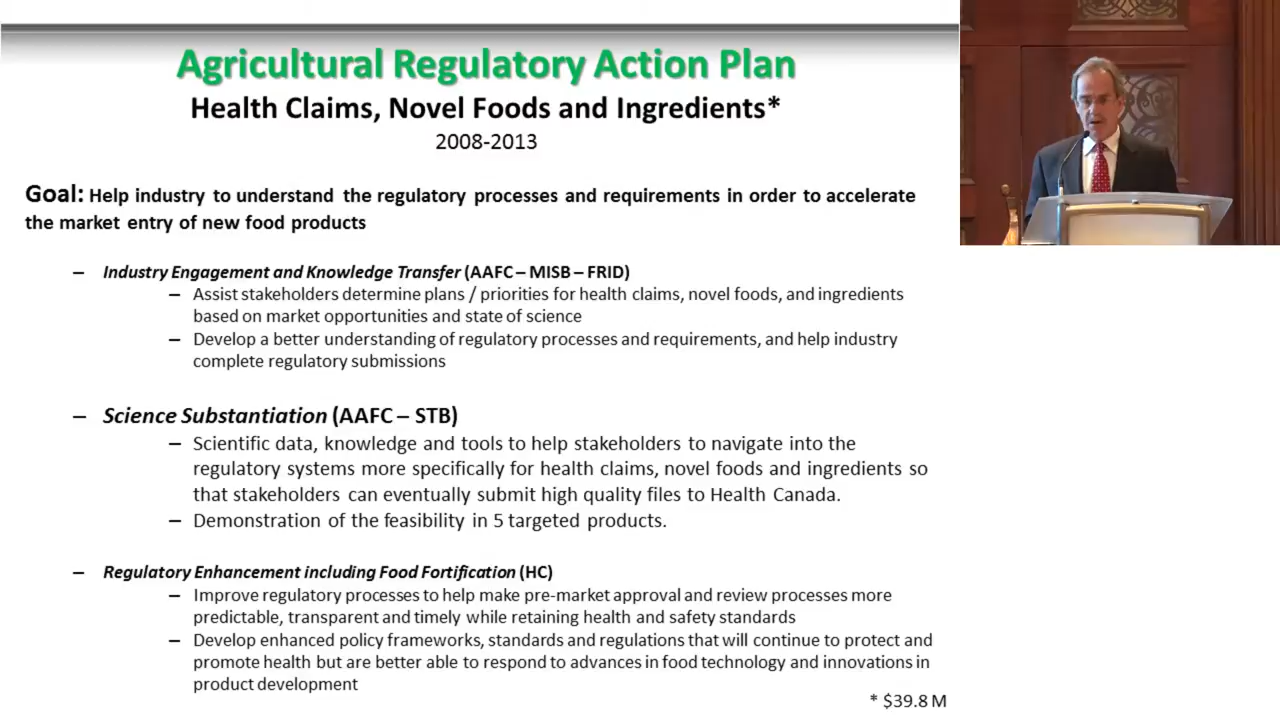 Agricultural Regulatory Action Plan
Health Claims, Novel Foods and Ingredients*
2008-2013
Goal: Help industry to understand the regulatory processes and requirements in order to accelerate
the market entry of new food products
– Industry Engagement and Knowledge Transfer (AAFC – MISB – FRID)
– Assist stakeholders determine plans / priorities for health claims, novel foods, and ingredients
based on market opportunities and state of science
– Develop a better understanding of regulatory processes and requirements, and help industry
complete regulatory submissions
– Science Substantiation (AAFC – STB)
– Scientific data, knowledge and tools to help stakeholders to navigate into the
regulatory systems more specifically for health claims, novel foods and ingredients so
that stakeholders can eventually submit high quality files to Health Canada.
– Demonstration of the feasibility in 5 targeted products.
– Regulatory Enhancement including Food Fortification (HC)
– Improve regulatory processes to help make pre-market approval and review processes more
predictable, transparent and timely while retaining health and safety standards
– Develop enhanced policy frameworks, standards and regulations that will continue to protect and
promote health but are better able to respond to advances in food technology and innovations in
product development
* $39.8 M